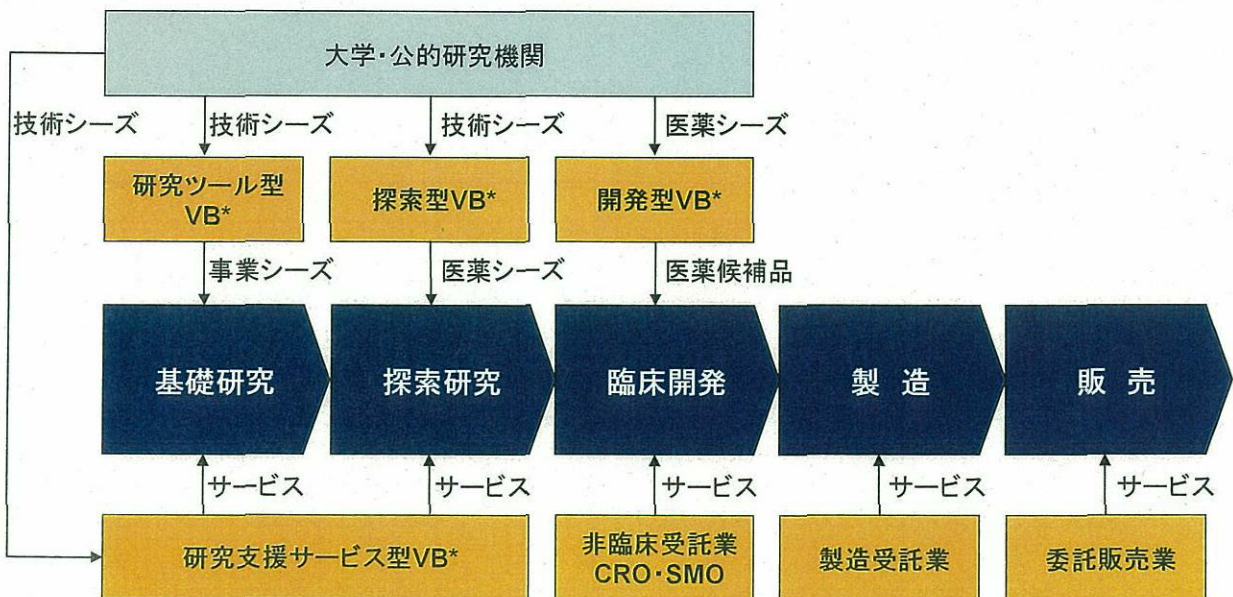 大学・公的研究機関
技術シーズ
技術シーズ
技術シーズ
医薬シーズ
研究ツール型
VB*
探索型VB*
開発型VB*
事業シーズ
医薬シーズ
医薬候補品
基礎研究
探索研究
臨床開発
製 造
販 売
サービス
サービス
サービス
サービス
サービス
研究支援サービス型VB*
非臨床受託業
CRO・SMO
製造受託業
委託販売業